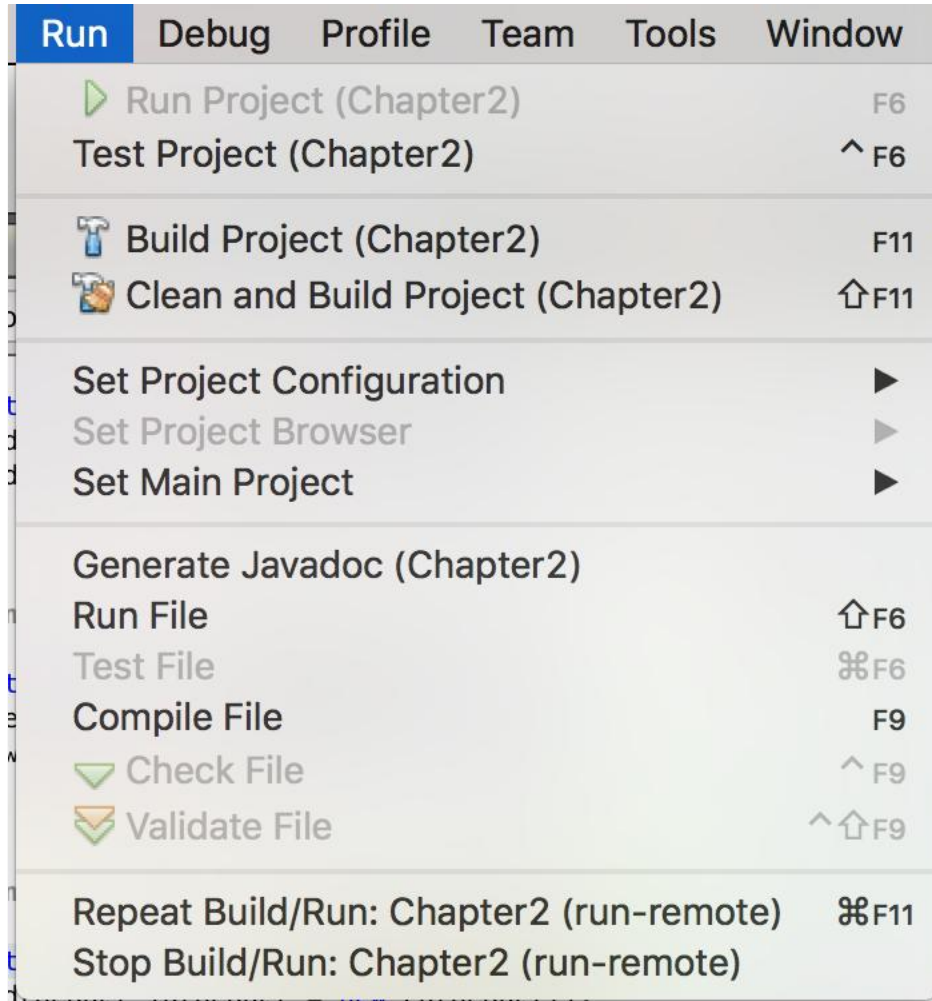 Run Debug Profile Team Tools Window
Run Project (Chapter2) F6
Test Project (Chapter2) ^ F6
Build Project (Chapter2) F11
Clean and Build Project (Chapter2) ⇧F11
Set Project Configuration ▶
Set Project Browser ▶
Set Main Project ▶
Generate Javadoc (Chapter2)
Run File ⇧F6
Test File ⌘F6
Compile File F9
Check File ^ F9
Validate File ^⇧F9
Repeat Build/Run: Chapter2 (run-remote) ⌘F11
Stop Build/Run: Chapter2 (run-remote)